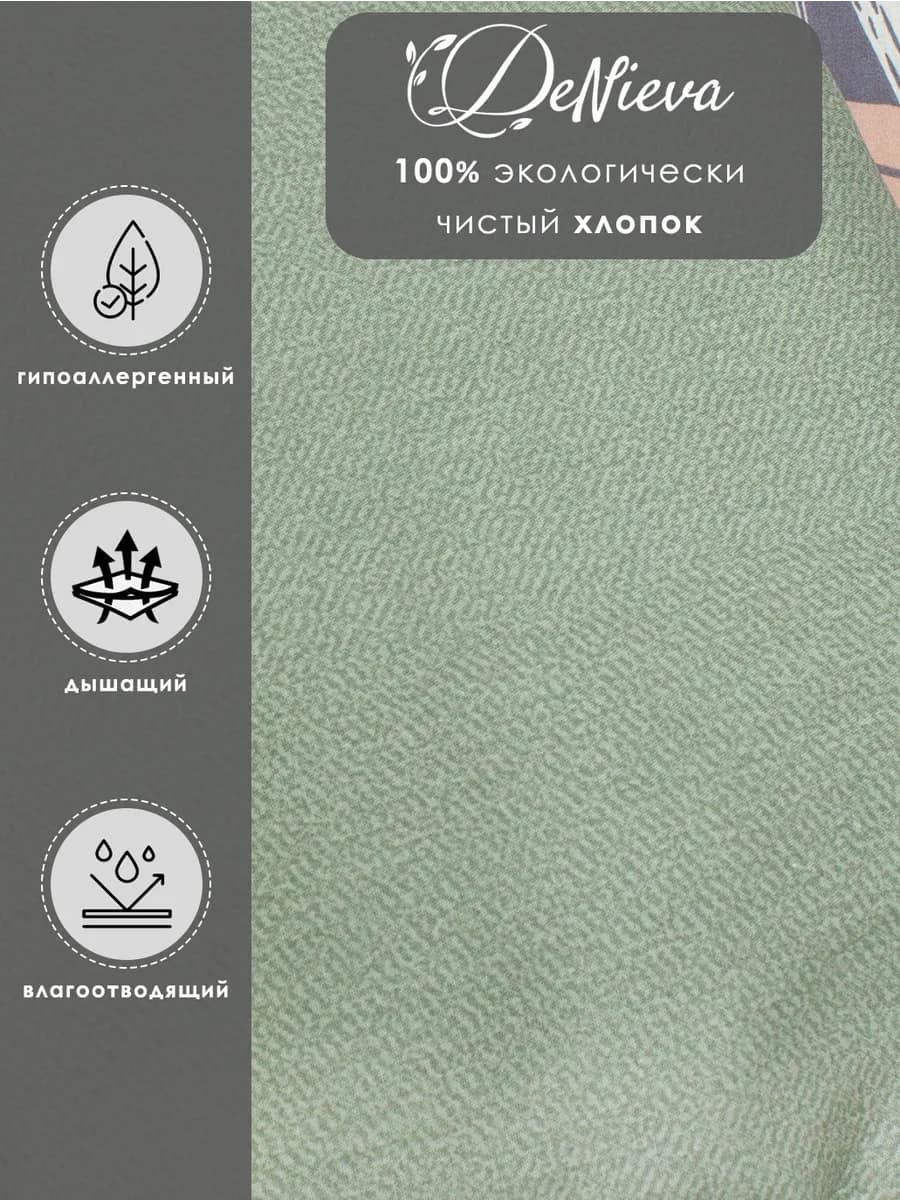 DeNieva
100% экологически
чистый хлопок
гипоаллергенный
дышащий
влагоотводящий